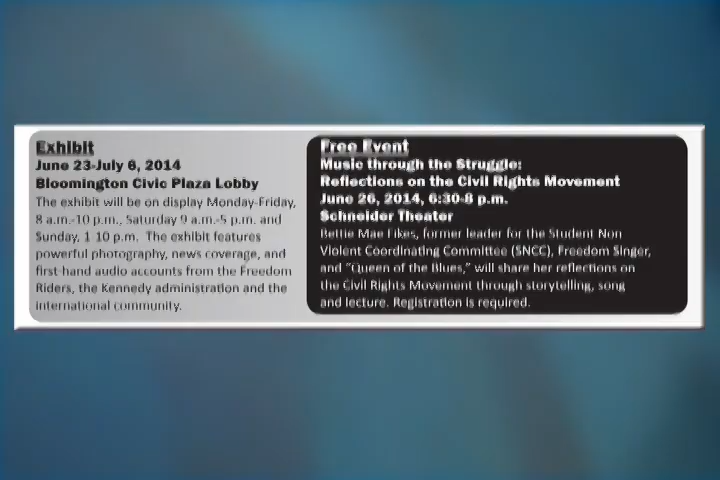 Exhibit
June 23-July 6, 2014
Bloomington Civic Plaza Lobby
The exhibit will be on display Monday-Friday,
8 a.m.-10 p.m., Saturday 9 a.m.-5 p.m. and
Sunday, 1-10 p.m. The exhibit features
powerful photography, news coverage, and
first-hand audio accounts from the Freedom
Riders, the Kennedy administration and the
international community.
Free Event
Music through the Struggle:
Reflections on the Civil Rights Movement
June 26, 2014, 6:30-8 p.m.
Schneider Theater
Bettie Mae Fikes, former leader for the Student Non
Violent Coordinating Committee (SNCC), Freedom Singer,
and "Queen of the Blues," will share her reflections on
the Civil Rights Movement through storytelling, song
and lecture. Registration is required.